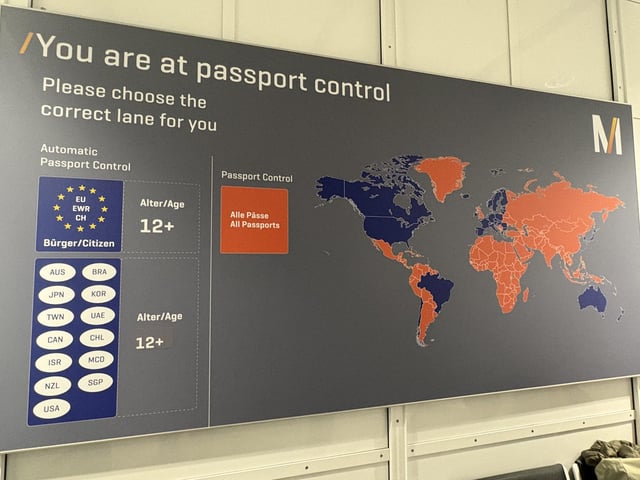 /You are at passport control
Please choose the
correct lane for you
M
Automatic
Passport Control
EU
EWR
CH
Bürger/Citizen
Alter/Age
12+
AUS BRA
JPN KOR
TWN UAE
CAN CHL
ISR MCO
NZL SGP
USA
Alter/Age
12+
Passport Control
Alle Pässe
All Passports